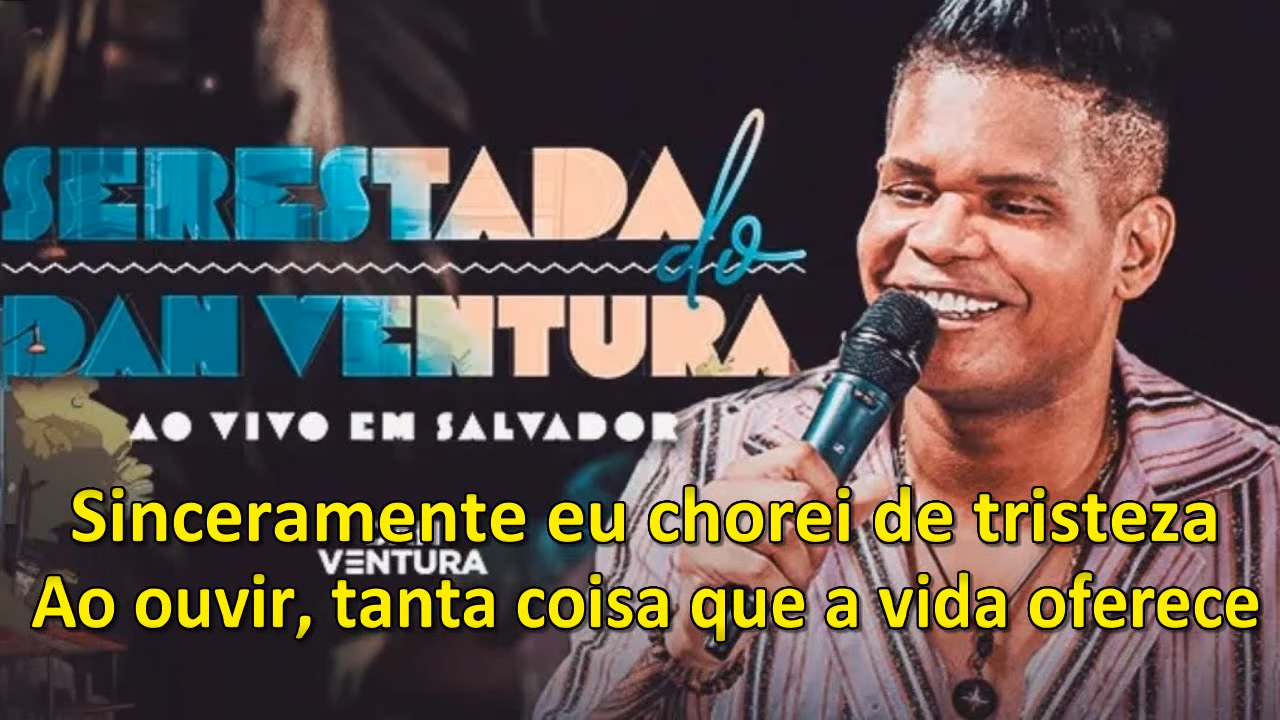 SERESTADA do
DAN VENTURA
AO VIVO EM SALVADOR
Sinceramente eu chorei de tristeza
VENTURA
Ao ouvir, tanta coisa que a vida oferece